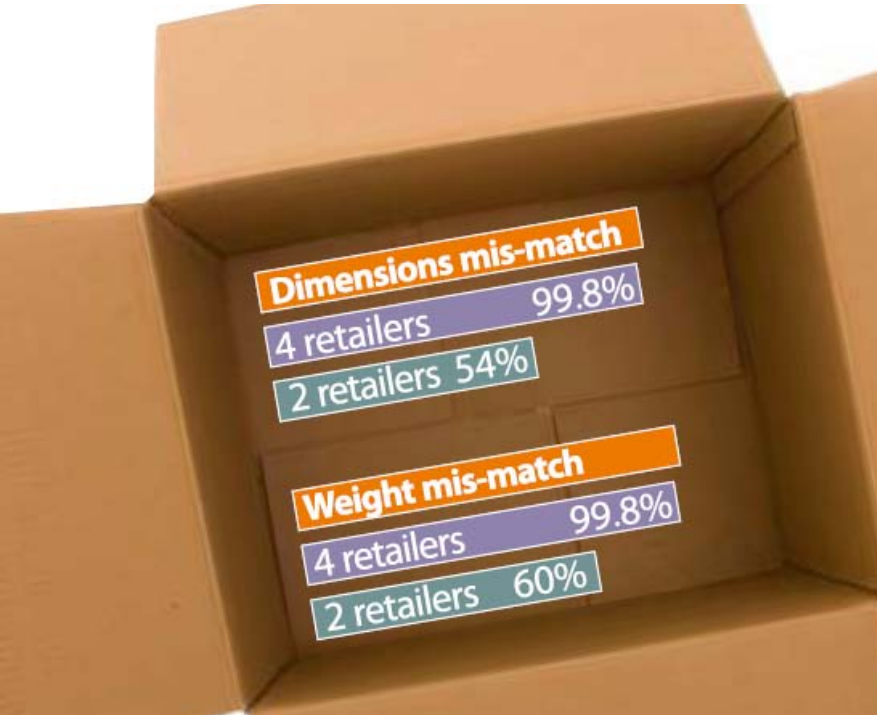 Dimensions mis-match
4 retailers 99.8%
2 retailers 54%
Weight mis-match
4 retailers 99.8%
2 retailers 60%